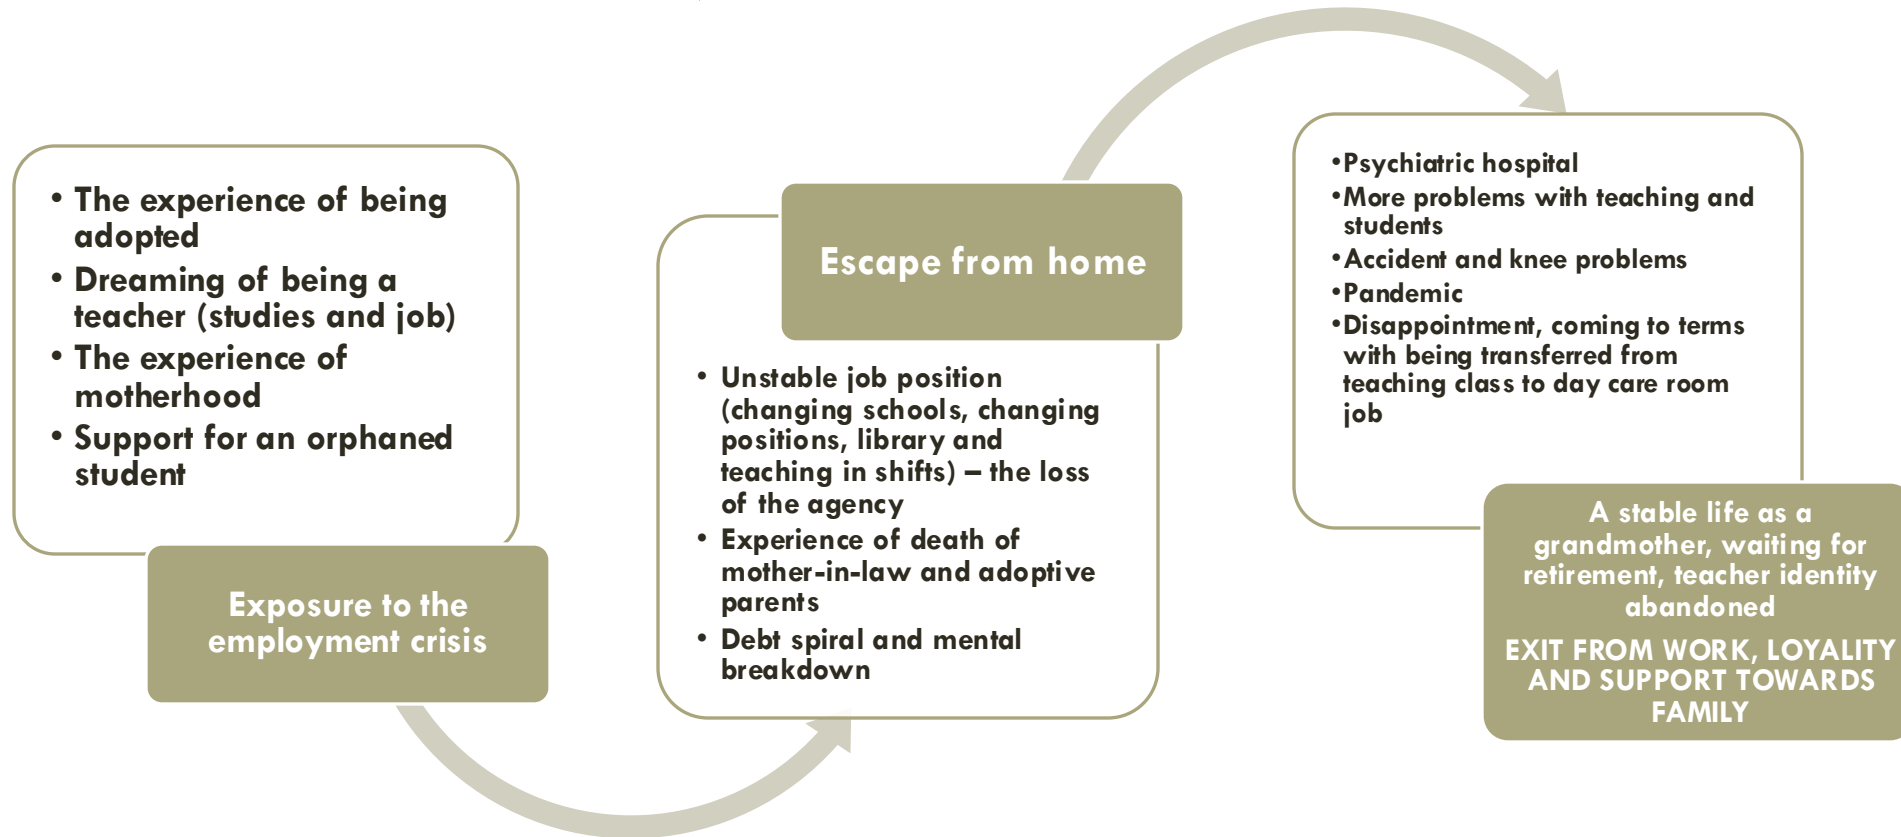 • The experience of being
adopted
• Dreaming of being a
teacher (studies and job)
• The experience of
motherhood
• Support for an orphaned
student
Exposure to the
employment crisis
Escape from home
• Unstable job position
(changing schools, changing
positions, library and
teaching in shifts) – the loss
of the agency
• Experience of death of
mother-in-law and adoptive
parents
• Debt spiral and mental
breakdown
•Psychiatric hospital
•More problems with teaching and
students
•Accident and knee problems
•Pandemic
•Disappointment, coming to terms
with being transferred from
teaching class to day care room
job
A stable life as a
grandmother, waiting for
retirement, teacher identity
abandoned
EXIT FROM WORK, LOYALITY
AND SUPPORT TOWARDS
FAMILY